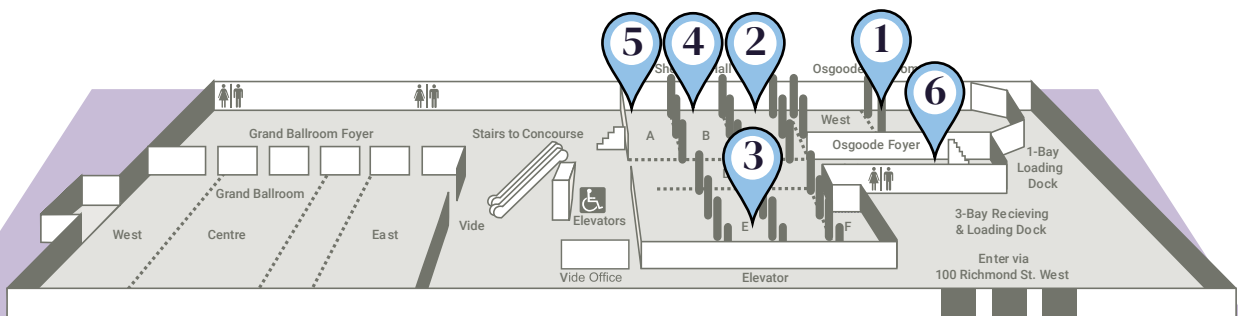 5
4
2
1
6
3
Osgoode
Grand Ballroom Foyer
Stairs to Concourse
A
B
West
Osgoode Foyer
1-Bay
Loading
Dock
Grand Ballroom
Elevators
3-Bay Recieving
& Loading Dock
West
Centre
East
Vide
E
F
Enter via
100 Richmond St. West
Vide Office
Elevator